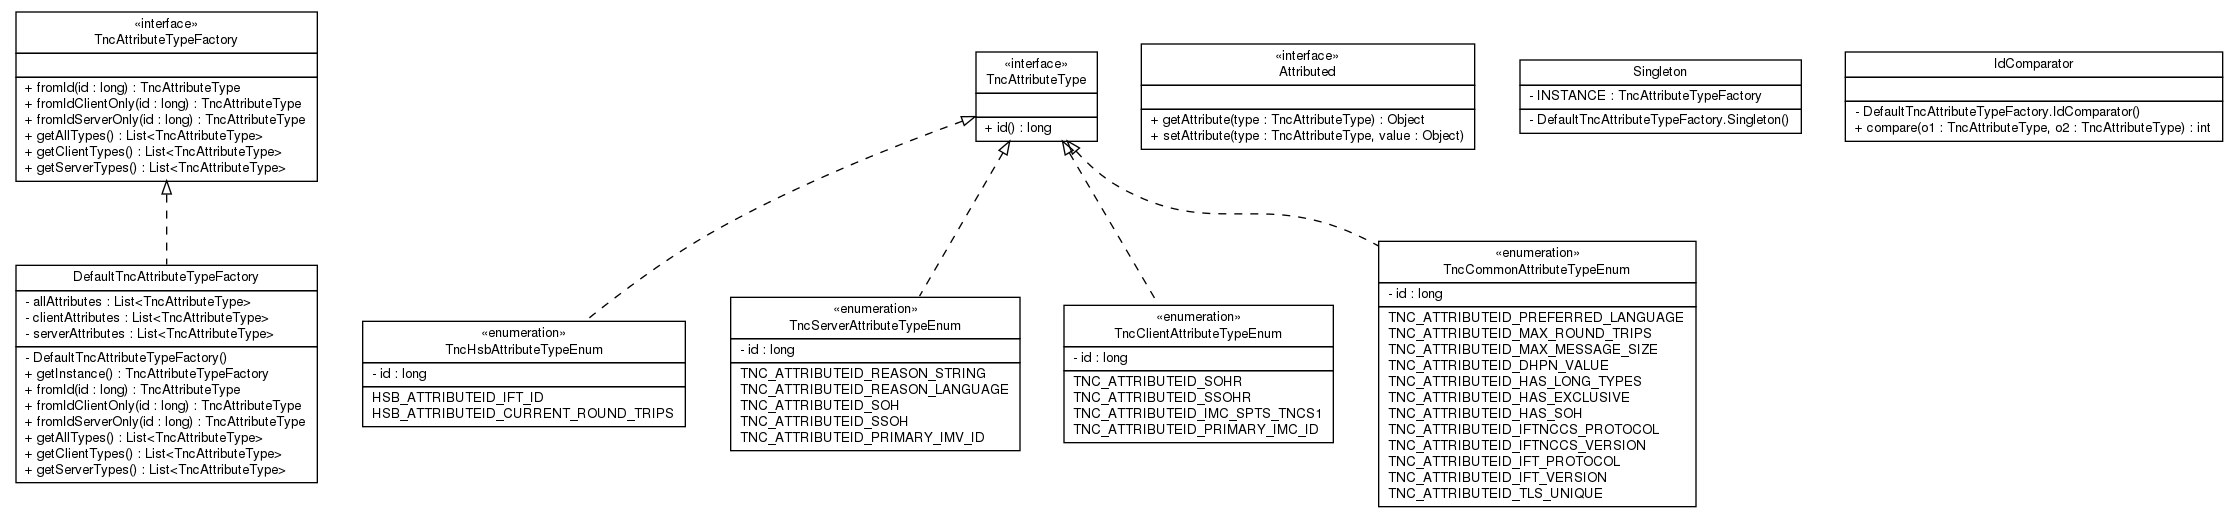 «interface»
TncAttributeTypeFactory
+ fromId(id : long) : TncAttributeType
+ fromIdClientOnly(id : long) : TncAttributeType
+ fromIdServerOnly(id : long) : TncAttributeType
+ getAllTypes() : List<TncAttributeType>
+ getClientTypes() : List<TncAttributeType>
+ getServerTypes() : List<TncAttributeType>
«interface»
TncAttributeType
+ id() : long
«interface»
Attributed
+ getAttribute(type : TncAttributeType) : Object
+ setAttribute(type : TncAttributeType, value : Object)
Singleton
- INSTANCE : TncAttributeTypeFactory
- DefaultTncAttributeTypeFactory.Singleton()
IdComparator
- DefaultTncAttributeTypeFactory.IdComparator()
+ compare(o1 : TncAttributeType, o2 : TncAttributeType) : int
DefaultTncAttributeTypeFactory
- allAttributes : List<TncAttributeType>
- clientAttributes : List<TncAttributeType>
- serverAttributes : List<TncAttributeType>
- DefaultTncAttributeTypeFactory()
+ getInstance() : TncAttributeTypeFactory
+ fromId(id : long) : TncAttributeType
+ fromIdClientOnly(id : long) : TncAttributeType
+ fromIdServerOnly(id : long) : TncAttributeType
+ getAllTypes() : List<TncAttributeType>
+ getClientTypes() : List<TncAttributeType>
+ getServerTypes() : List<TncAttributeType>
«enumeration»
TncHsbAttributeTypeEnum
- id : long
HSB_ATTRIBUTEID_IFT_ID
HSB_ATTRIBUTEID_CURRENT_ROUND_TRIPS
«enumeration»
TncServerAttributeTypeEnum
- id : long
TNC_ATTRIBUTEID_REASON_STRING
TNC_ATTRIBUTEID_REASON_LANGUAGE
TNC_ATTRIBUTEID_SOH
TNC_ATTRIBUTEID_SSOH
TNC_ATTRIBUTEID_PRIMARY_IMV_ID
«enumeration»
TncClientAttributeTypeEnum
- id : long
TNC_ATTRIBUTEID_SOHR
TNC_ATTRIBUTEID_SSOHR
TNC_ATTRIBUTEID_IMC_SPTS_TNCS1
TNC_ATTRIBUTEID_PRIMARY_IMC_ID
«enumeration»
TncCommonAttributeTypeEnum
- id : long
TNC_ATTRIBUTEID_PREFERRED_LANGUAGE
TNC_ATTRIBUTEID_MAX_ROUND_TRIPS
TNC_ATTRIBUTEID_MAX_MESSAGE_SIZE
TNC_ATTRIBUTEID_DHPN_VALUE
TNC_ATTRIBUTEID_HAS_LONG_TYPES
TNC_ATTRIBUTEID_HAS_EXCLUSIVE
TNC_ATTRIBUTEID_HAS_SOH
TNC_ATTRIBUTEID_IFTNCCS_PROTOCOL
TNC_ATTRIBUTEID_IFTNCCS_VERSION
TNC_ATTRIBUTEID_IFT_PROTOCOL
TNC_ATTRIBUTEID_IFT_VERSION
TNC_ATTRIBUTEID_TLS_UNIQUE